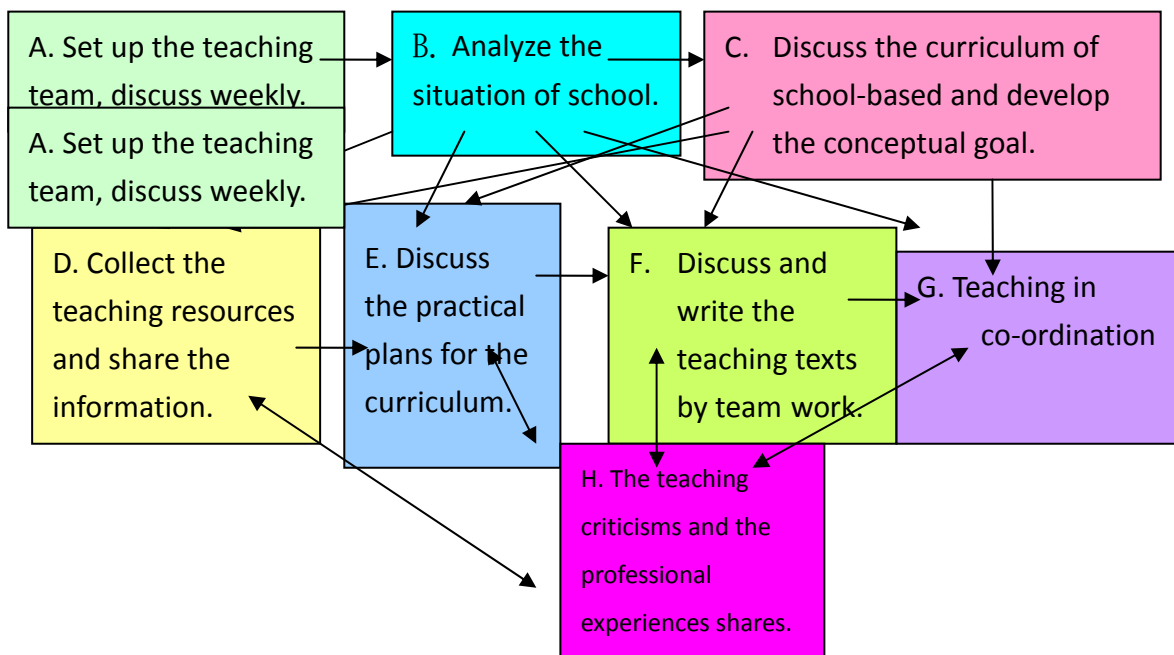 A. Set up the teaching
team, discuss weekly.
A. Set up the teaching
team, discuss weekly.
B. Analyze the
situation of school.
C. Discuss the curriculum of
school-based and develop
the conceptual goal.
D. Collect the
teaching resources
and share the
information.
E. Discuss
the practical
plans for the
curriculum.
F. Discuss and
write the
teaching texts
by team work.
G. Teaching in
co-ordination
H. The teaching
criticisms and the
professional
experiences shares.